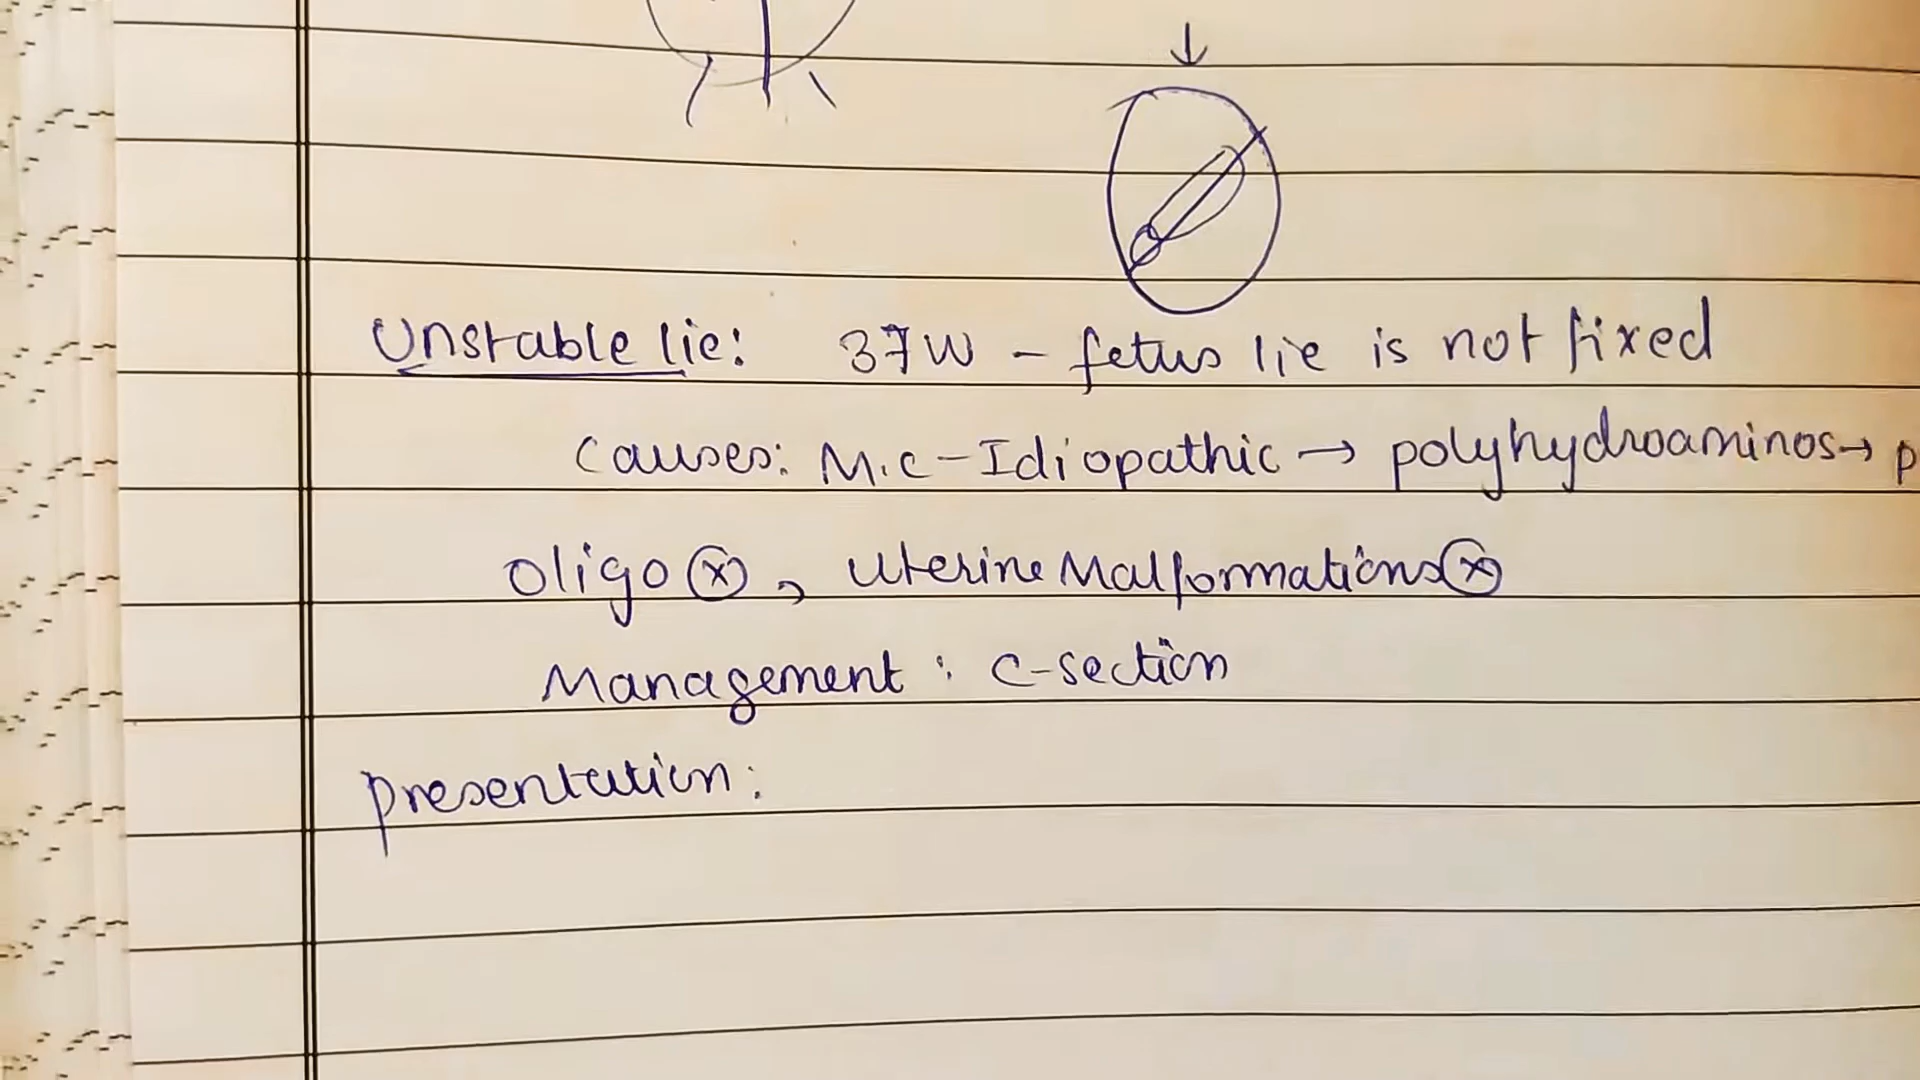 Unstable lie: 37W - fetus lie is not fixed
Causes: M.C - Idiopathic → polyhydroaminos → p
Oligo ⓧ, Uterine Malformations ⓧ
Management : C-section
presentation: